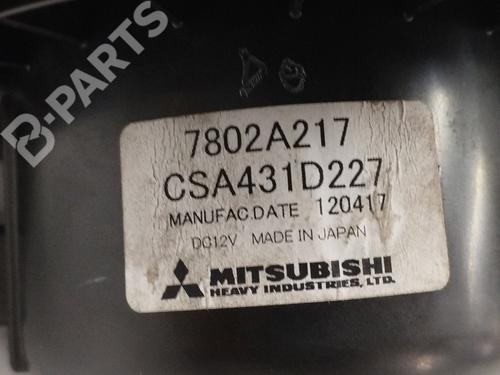 B-PARTS
7802A217
CSA431D227
MANUFAC.DATE 120417
DC12V MADE IN JAPAN
MITSUBISHI
HEAVY INDUSTRIES, LTD.